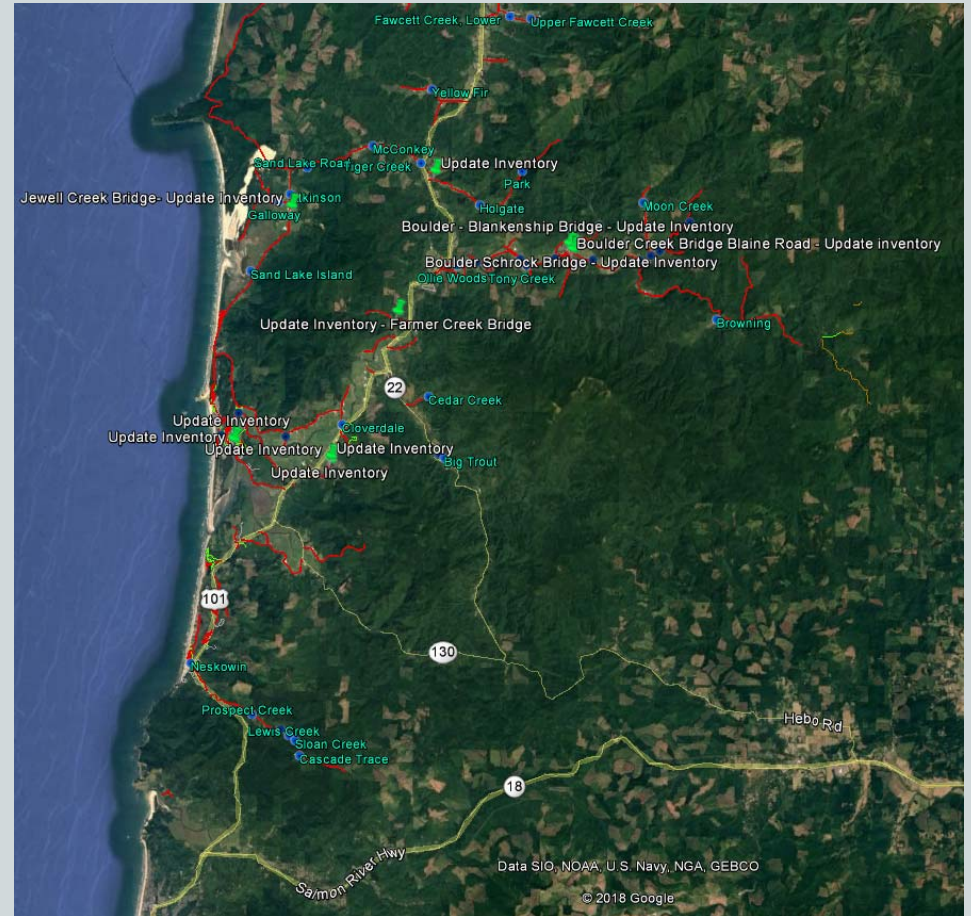 Fawcett Creek, Lower
Upper Fawcett Creek
Yellow Fir
McConkey
Sand Lake Roa
Tiger Creek
Update Inventory
Park
Jewell Creek Bridge- Update Inventory
tkinson
Galloway
Holgate
Moon Creek
Boulder - Blankenship Bridge - Update Inventory
Boulder Creek Bridge Blaine Road - Update inventory
Boulder Schrock Bridge - Update Inventory
Sand Lake Island
Ollie Woods
Tony Creek
Update Inventory - Farmer Creek Bridge
Browning
22
Cedar Creek
Update Inventory
Cloverdale
Update Inventory
Update Inventory
Update Inventory
Big Trout
Update Inventory
101
130
Neskowin
Prospect Creek
Hebo Rd
Lewis Creek
Sloan Creek
Cascade Trace
18
Salmon River Hwy
Data SIO, NOAA, U.S. Navy, NGA, GEBCO
© 2018 Google